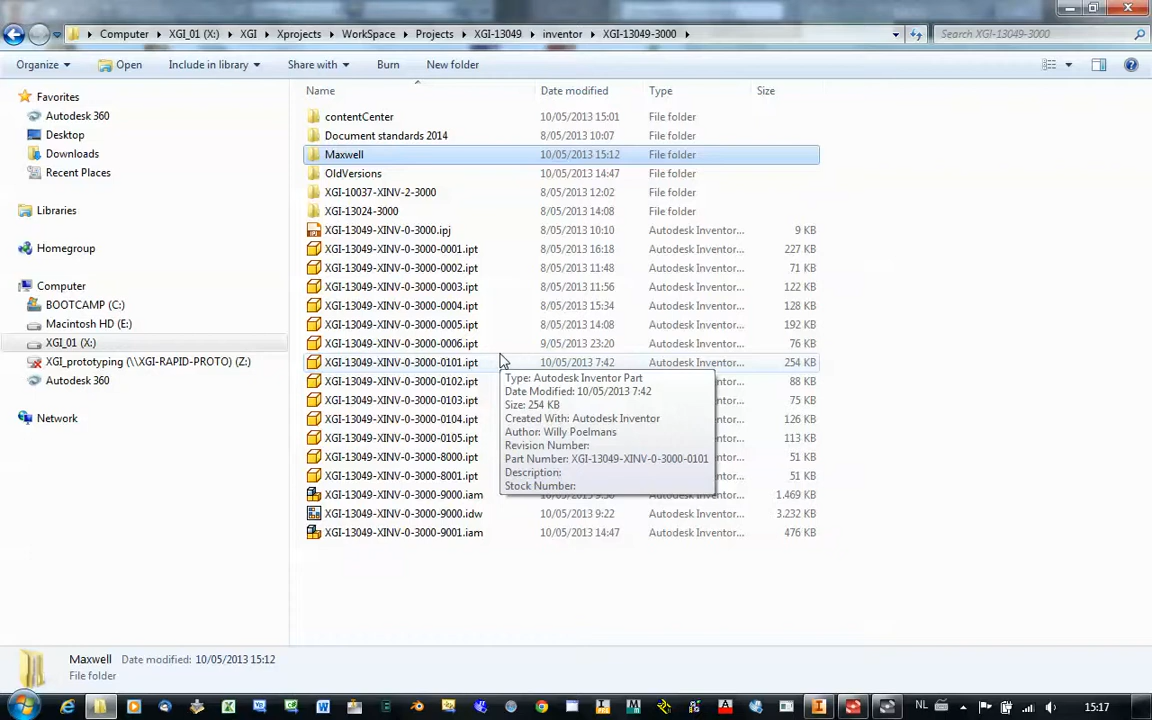 Computer XGI_01 (X:) XGI Xprojects WorkSpace Projects XGI-13049 inventor XGI-13049-3000 Search XGI-13049-3000
Organize Open Include in library Share with Burn New folder
Name Date modified Type Size
Favorites
Autodesk 360
Desktop
Downloads
Recent Places
Libraries
Homegroup
Computer
BOOTCAMP (C:)
Macintosh HD (E:)
XGI_01 (X:)
XGI_prototyping (\\XGI-RAPID-PROTO) (Z:)
Autodesk 360
Network
contentCenter 10/05/2013 15:01 File folder
Document standards 2014 8/05/2013 10:07 File folder
Maxwell 10/05/2013 15:12 File folder
OldVersions 10/05/2013 14:47 File folder
XGI-10037-XINV-2-3000 8/05/2013 12:02 File folder
XGI-13024-3000 8/05/2013 14:08 File folder
XGI-13049-XINV-0-3000.ipj 8/05/2013 10:10 Autodesk Inventor... 9 KB
XGI-13049-XINV-0-3000-0001.ipt 8/05/2013 16:18 Autodesk Inventor... 227 KB
XGI-13049-XINV-0-3000-0002.ipt 8/05/2013 11:48 Autodesk Inventor... 71 KB
XGI-13049-XINV-0-3000-0003.ipt 8/05/2013 11:56 Autodesk Inventor... 122 KB
XGI-13049-XINV-0-3000-0004.ipt 8/05/2013 15:34 Autodesk Inventor... 128 KB
XGI-13049-XINV-0-3000-0005.ipt 8/05/2013 14:08 Autodesk Inventor... 192 KB
XGI-13049-XINV-0-3000-0006.ipt 9/05/2013 23:20 Autodesk Inventor... 76 KB
XGI-13049-XINV-0-3000-0101.ipt 10/05/2013 7:42 Autodesk Inventor... 254 KB
XGI-13049-XINV-0-3000-0102.ipt Autodesk Inventor... 88 KB
XGI-13049-XINV-0-3000-0103.ipt Autodesk Inventor... 75 KB
XGI-13049-XINV-0-3000-0104.ipt Autodesk Inventor... 126 KB
XGI-13049-XINV-0-3000-0105.ipt Autodesk Inventor... 113 KB
XGI-13049-XINV-0-3000-8000.ipt Autodesk Inventor... 51 KB
XGI-13049-XINV-0-3000-8001.ipt Autodesk Inventor... 51 KB
XGI-13049-XINV-0-3000-9000.iam Autodesk Inventor... 1.469 KB
XGI-13049-XINV-0-3000-9000.idw 10/05/2013 9:22 Autodesk Inventor... 3.232 KB
XGI-13049-XINV-0-3000-9001.iam 10/05/2013 14:47 Autodesk Inventor... 476 KB
Type: Autodesk Inventor Part
Date Modified: 10/05/2013 7:42
Size: 254 KB
Created With: Autodesk Inventor
Author: Willy Poelmans
Revision Number:
Part Number: XGI-13049-XINV-0-3000-0101
Description:
Stock Number:
Maxwell Date modified: 10/05/2013 15:12
File folder
NL 15:17